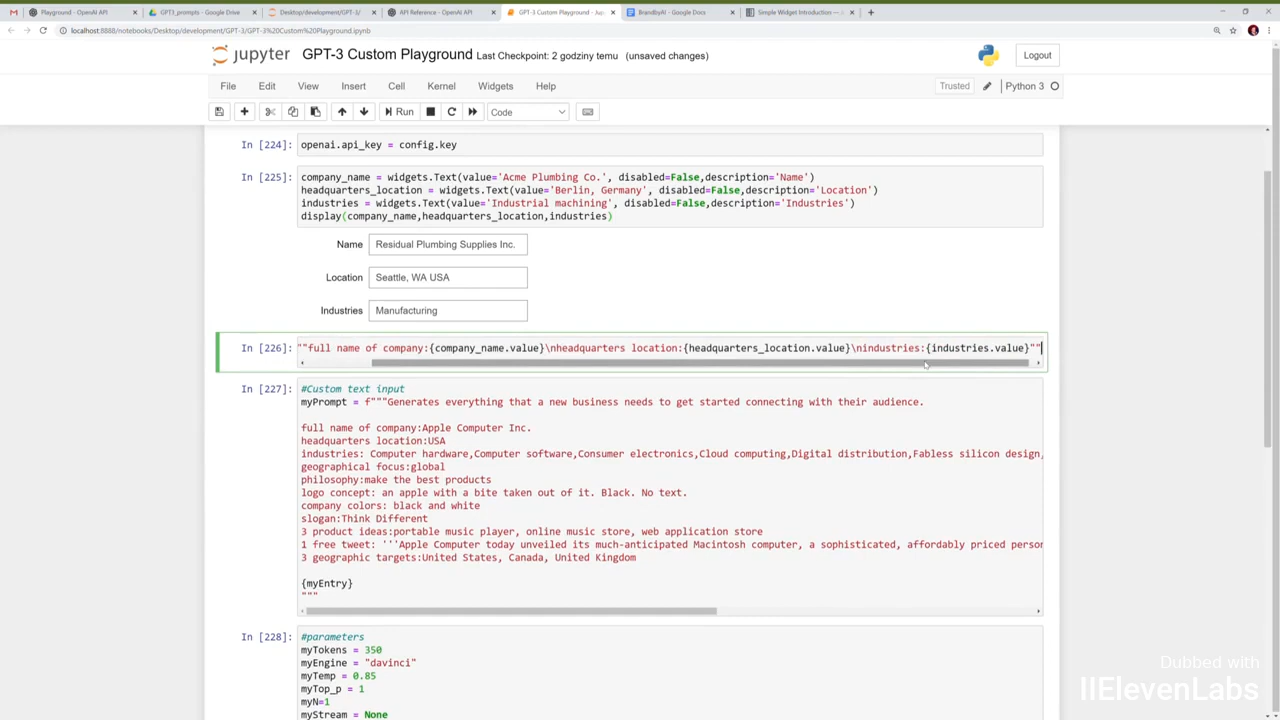 Playground - OpenAI API
GPT3_prompts - Google Drive
Desktop/development/GPT-3/
API Reference - OpenAI API
GPT-3 Custom Playground - Jup
BrandbyAI - Google Docs
Simple Widget Introduction —
localhost:8888/notebooks/Desktop/development/GPT-3/GPT-3%20Custom%20Playground.ipynb
jupyter GPT-3 Custom Playground Last Checkpoint: 2 godziny temu (unsaved changes)
Logout
File Edit View Insert Cell Kernel Widgets Help
Trusted Python 3
Run Code
In [224]: openai.api_key = config.key
In [225]: company_name = widgets.Text(value='Acme Plumbing Co.', disabled=False,description='Name')
headquarters_location = widgets.Text(value='Berlin, Germany', disabled=False,description='Location')
industries = widgets.Text(value='Industrial machining', disabled=False,description='Industries')
display(company_name,headquarters_location,industries)
Name Residual Plumbing Supplies Inc.
Location Seattle, WA USA
Industries Manufacturing
In [226]: ""full name of company:{company_name.value}\nheadquarters location:{headquarters_location.value}\nindustries:{industries.value}""
In [227]: #Custom text input
myPrompt = f"""Generates everything that a new business needs to get started connecting with their audience.
full name of company:Apple Computer Inc.
headquarters location:USA
industries: Computer hardware,Computer software,Consumer electronics,Cloud computing,Digital distribution,Fabless silicon design,
geographical focus:global
philosophy:make the best products
logo concept: an apple with a bite taken out of it. Black. No text.
company colors: black and white
slogan:Think Different
3 product ideas:portable music player, online music store, web application store
1 free tweet: '''Apple Computer today unveiled its much-anticipated Macintosh computer, a sophisticated, affordably priced person
3 geographic targets:United States, Canada, United Kingdom
{myEntry}
"""
In [228]: #parameters
myTokens = 350
myEngine = "davinci"
myTemp = 0.85
myTop_p = 1
myN=1
myStream = None
Dubbed with
IIElevenLabs